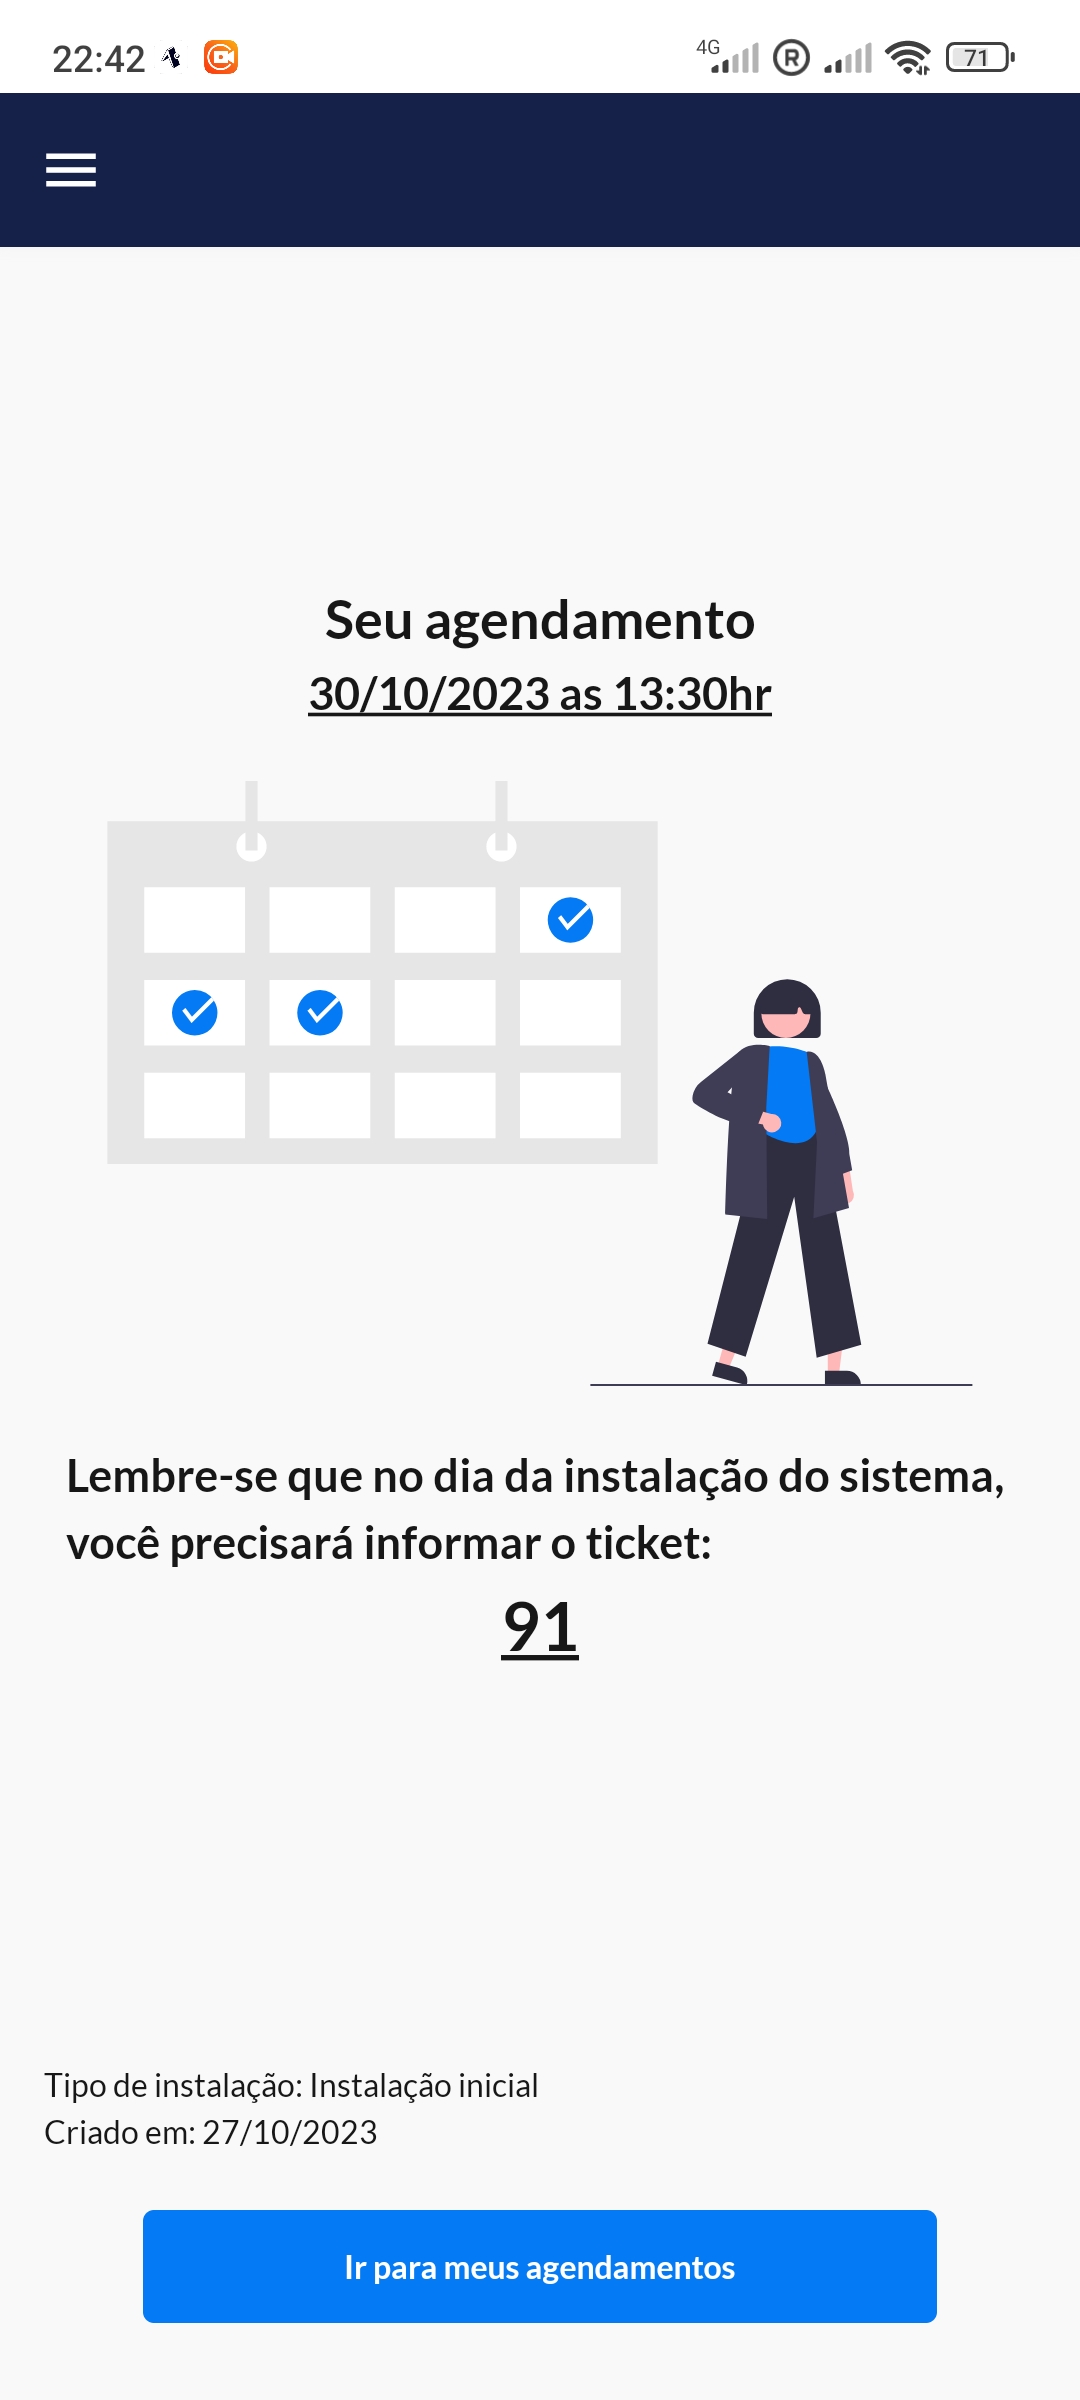 22:42
4G
R
71
Seu agendamento
30/10/2023 as 13:30hr
Lembre-se que no dia da instalação do sistema,
você precisará informar o ticket:
91
Tipo de instalação: Instalação inicial
Criado em: 27/10/2023
Ir para meus agendamentos